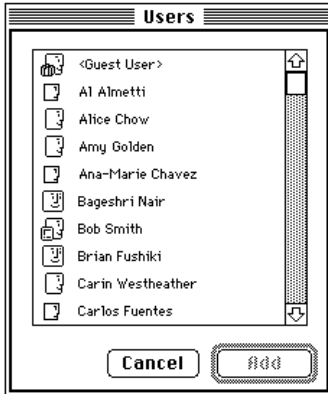 Users
<Guest User>
Al Almetti
Alice Chow
Amy Golden
Ana-Marie Chavez
Bageshri Nair
Bob Smith
Brian Fushiki
Carin Westheather
Carlos Fuentes
Cancel
Add